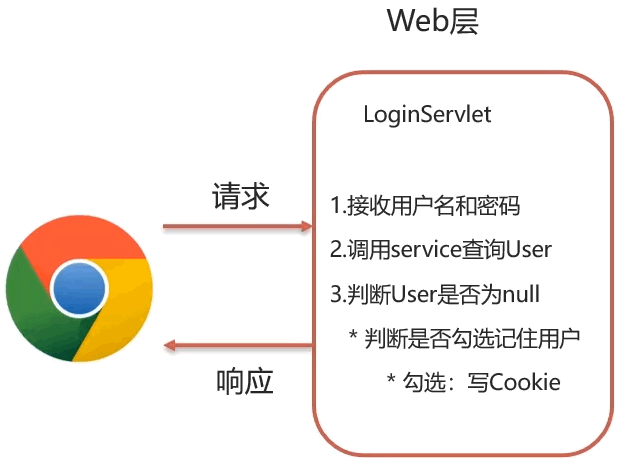 Web层
LoginServlet
请求
1.接收用户名和密码
2.调用service查询User
3.判断User是否为null
* 判断是否勾选记住用户
* 勾选：写Cookie
响应